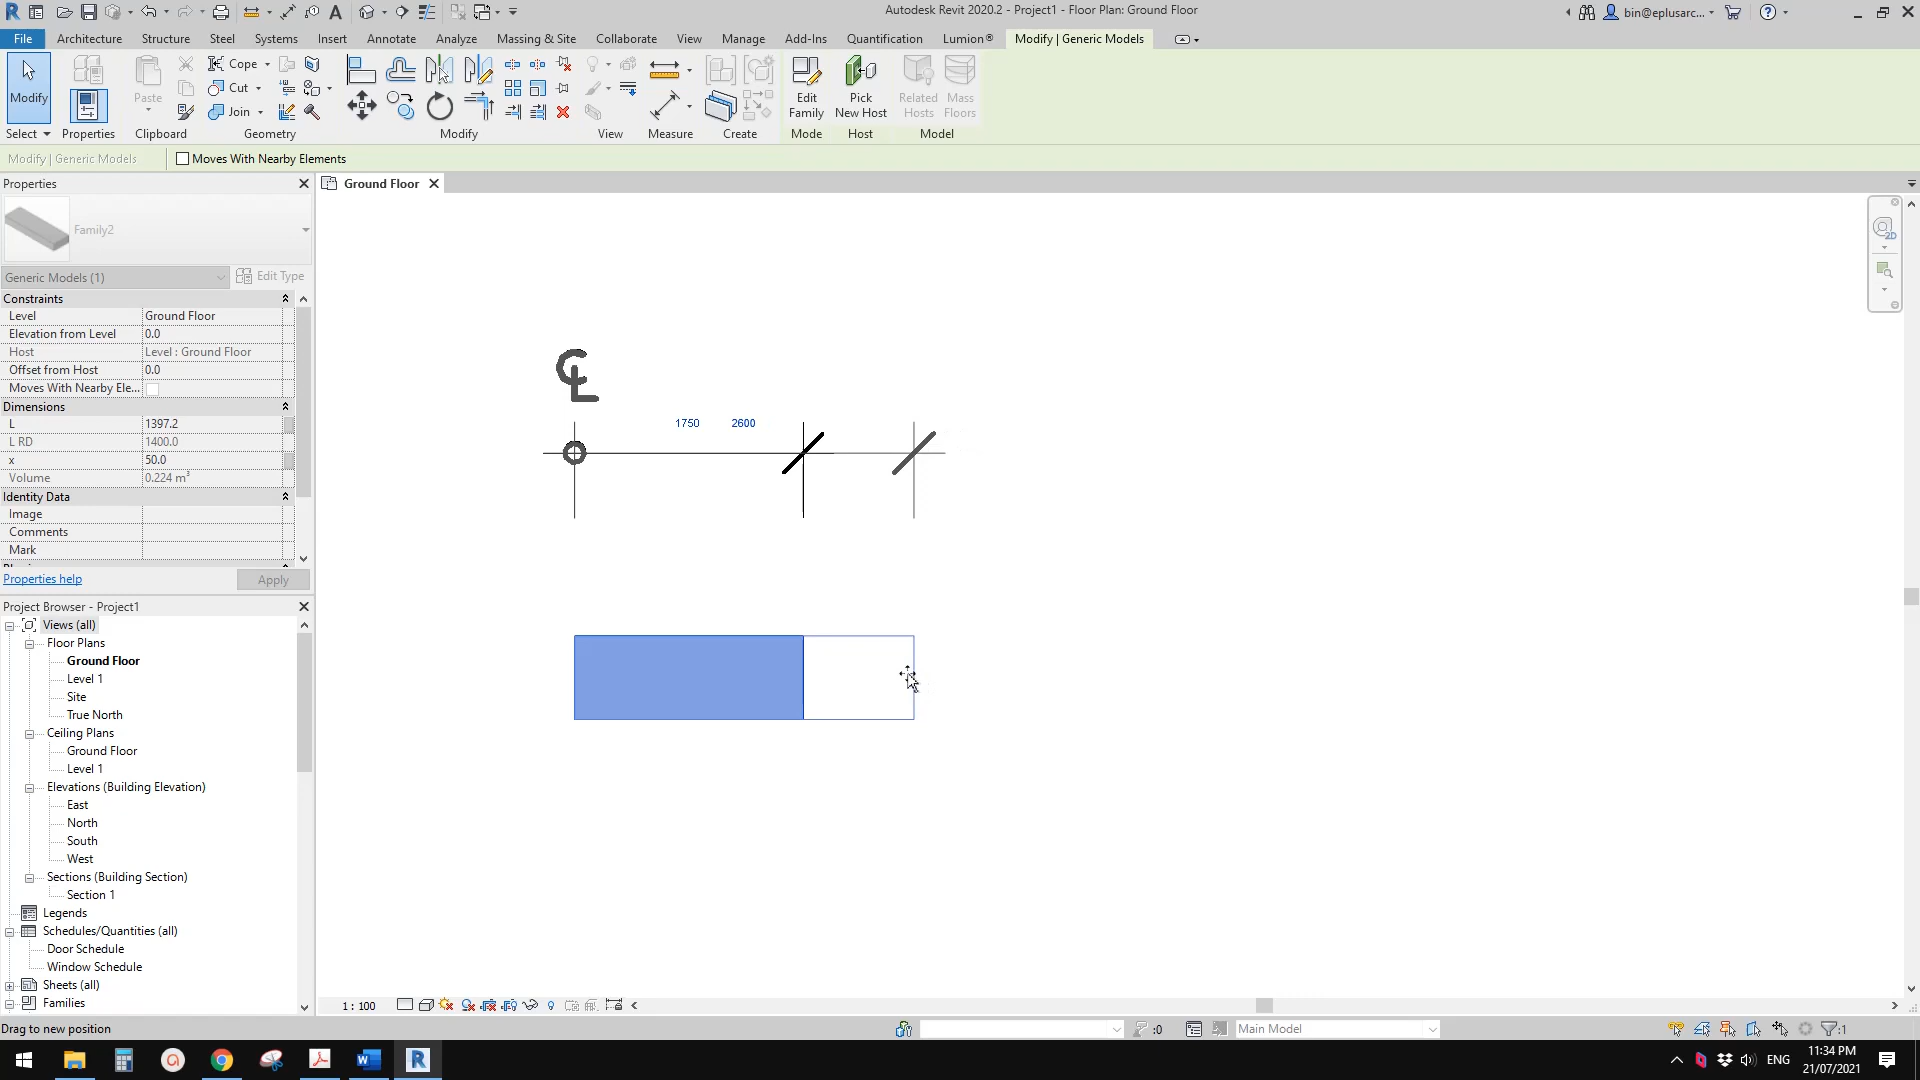 Autodesk Revit 2020.2 - Project1 - Floor Plan: Ground Floor
bin@eplusarc...
File Architecture Structure Steel Systems Insert Annotate Analyze Massing & Site Collaborate View Manage Add-Ins Quantification Lumion® Modify | Generic Models
Modify
Paste
Cope
Cut
Join
Edit Family
Pick New Host
Related Hosts
Mass Floors
Select Properties Clipboard Geometry Modify View Measure Create Mode Host Model
Modify | Generic Models
Moves With Nearby Elements
Properties
Ground Floor
Family2
Generic Models (1)
Edit Type
Constraints
Level Ground Floor
Elevation from Level 0.0
Host Level : Ground Floor
Offset from Host 0.0
Moves With Nearby Ele...
Dimensions
L 1397.2
L RD 1400.0
x 50.0
Volume 0.224 m³
Identity Data
Image
Comments
Mark
Properties help
Apply
1750 2600
Project Browser - Project1
Views (all)
Floor Plans
Ground Floor
Level 1
Site
True North
Ceiling Plans
Ground Floor
Level 1
Elevations (Building Elevation)
East
North
South
West
Sections (Building Section)
Section 1
Legends
Schedules/Quantities (all)
Door Schedule
Window Schedule
Sheets (all)
Families
1 : 100
Drag to new position
:0
Main Model
:1
ENG
11:34 PM
21/07/2021